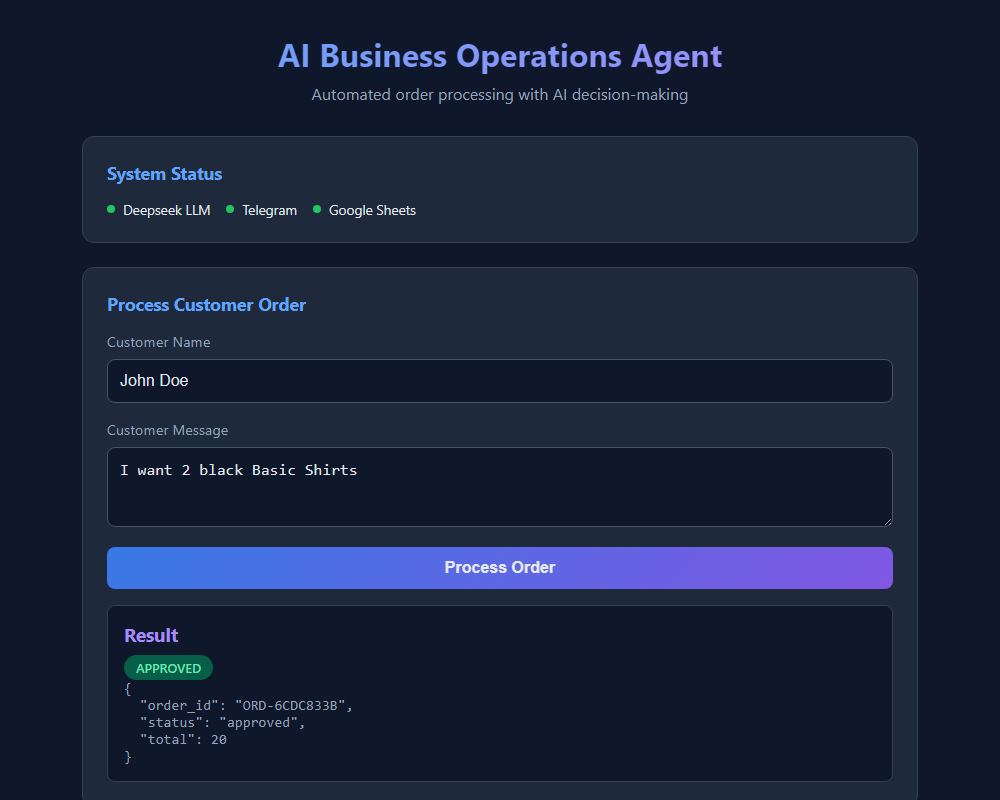 AI Business Operations Agent
Automated order processing with AI decision-making
System Status
Deepseek LLM Telegram Google Sheets
Process Customer Order
Customer Name
John Doe
Customer Message
I want 2 black Basic Shirts
Process Order
Result
APPROVED
{
  "order_id": "ORD-6CDC833B",
  "status": "approved",
  "total": 20
}